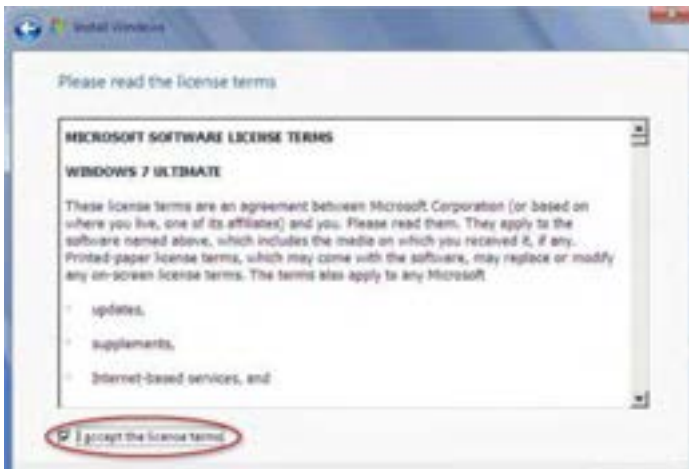 Install Windows
Please read the license terms
MICROSOFT SOFTWARE LICENSE TERMS
WINDOWS 7 ULTIMATE
These license terms are an agreement between Microsoft Corporation (or based on
where you live, one of its affiliates) and you. Please read them. They apply to the
software named above, which includes the media on which you received it, if any.
Printed-paper license terms, which may come with the software, may replace or modify
any on-screen license terms. The terms also apply to any Microsoft
· updates,
· supplements,
· Internet-based services, and
I accept the license terms